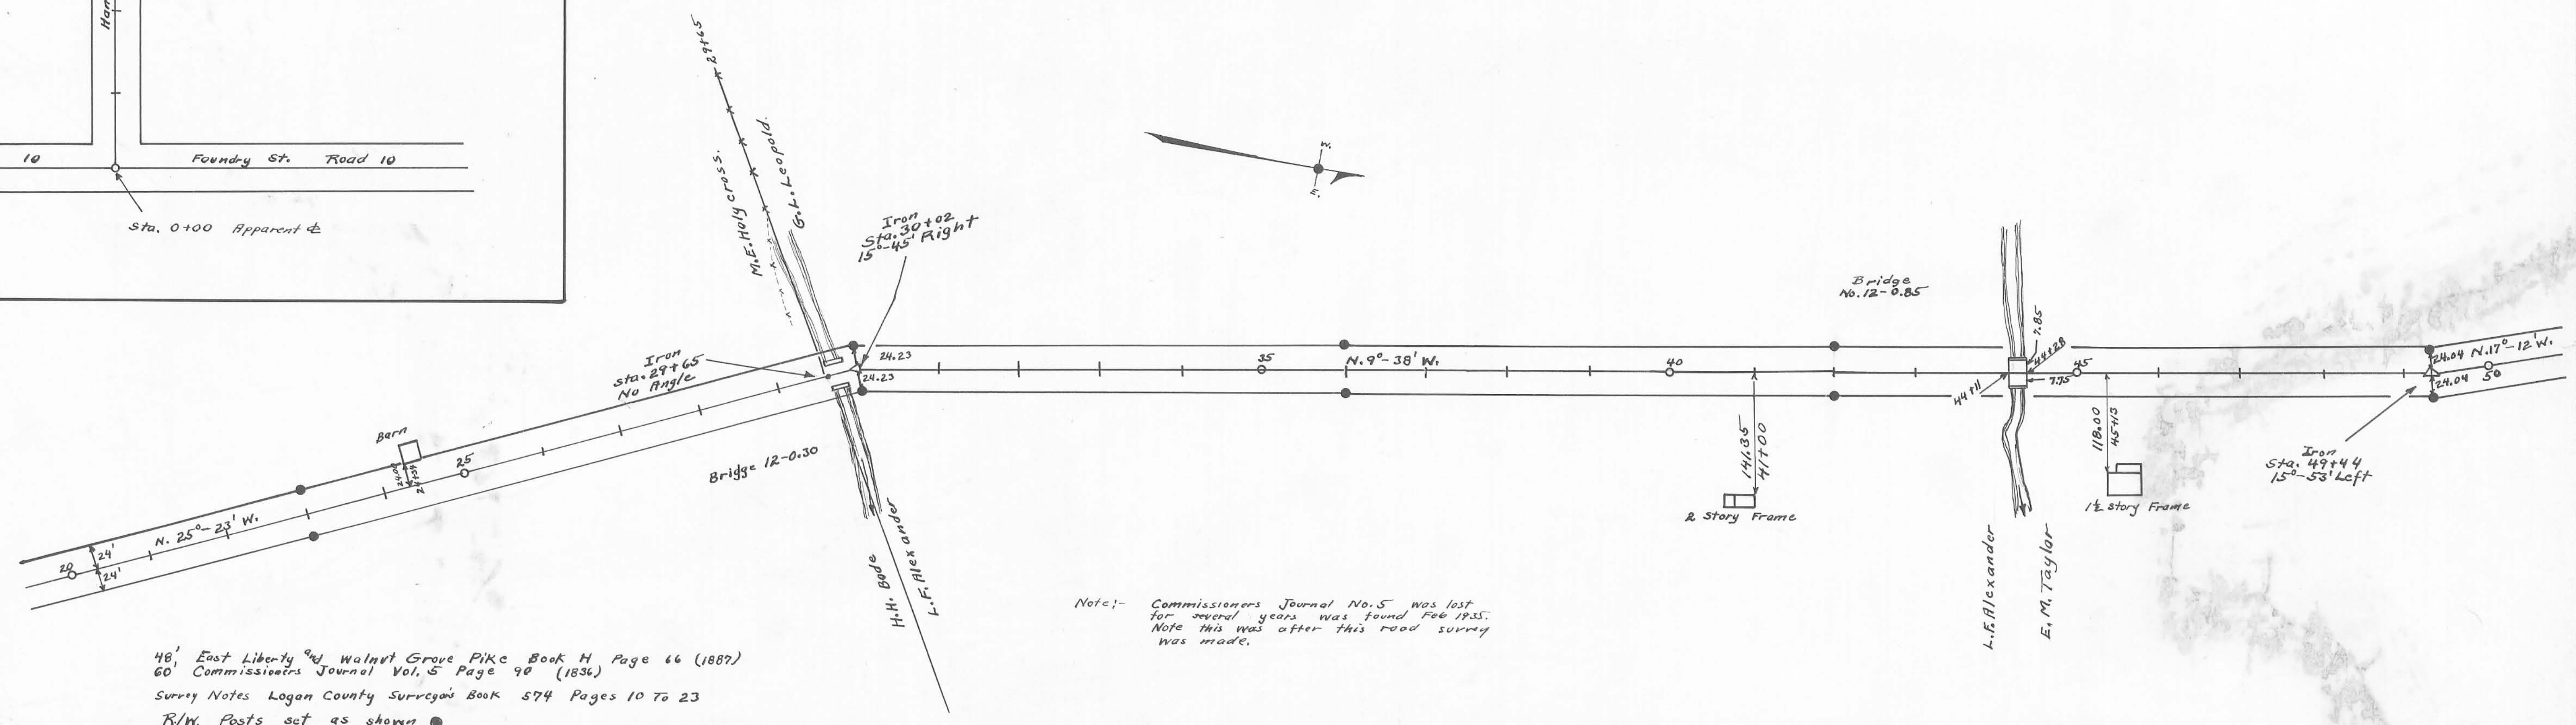 Har
10
Foundry St. Road 10
Sta. 0+00 Apparent ℄
29+65
M.E. Holycross.
G.L. Leopold.
Iron
Sta. 30+02
15°-45' Right
Iron
Sta. 29+65
No Angle
24.23
24.23
Barn
24.00
24+34
25
N. 25°-23' W.
24'
24'
20
Bridge 12-0.30
H.H. Bode
L.F. Alexander
35
N. 9°-38' W.
40
141.35
41+00
2 Story Frame
Bridge
No. 12-0.85
7.85
44+28
44+11
7.75
45
118.00
45+13
1½ Story Frame
L.F. Alexander
E.M. Taylor
24.04 N. 17°-12' W.
24.04
50
Iron
Sta. 49+44
15°-53' Left
Note:- Commissioners Journal No. 5 was lost
for several years was found Feb 1935.
Note this was after this road survey
was made.
48' East Liberty and Walnut Grove Pike Book H Page 66 (1887)
60' Commissioners Journal Vol. 5 Page 90 (1836)
Survey Notes Logan County Surveyors Book 574 Pages 10 To 23
R/W. Posts set as shown